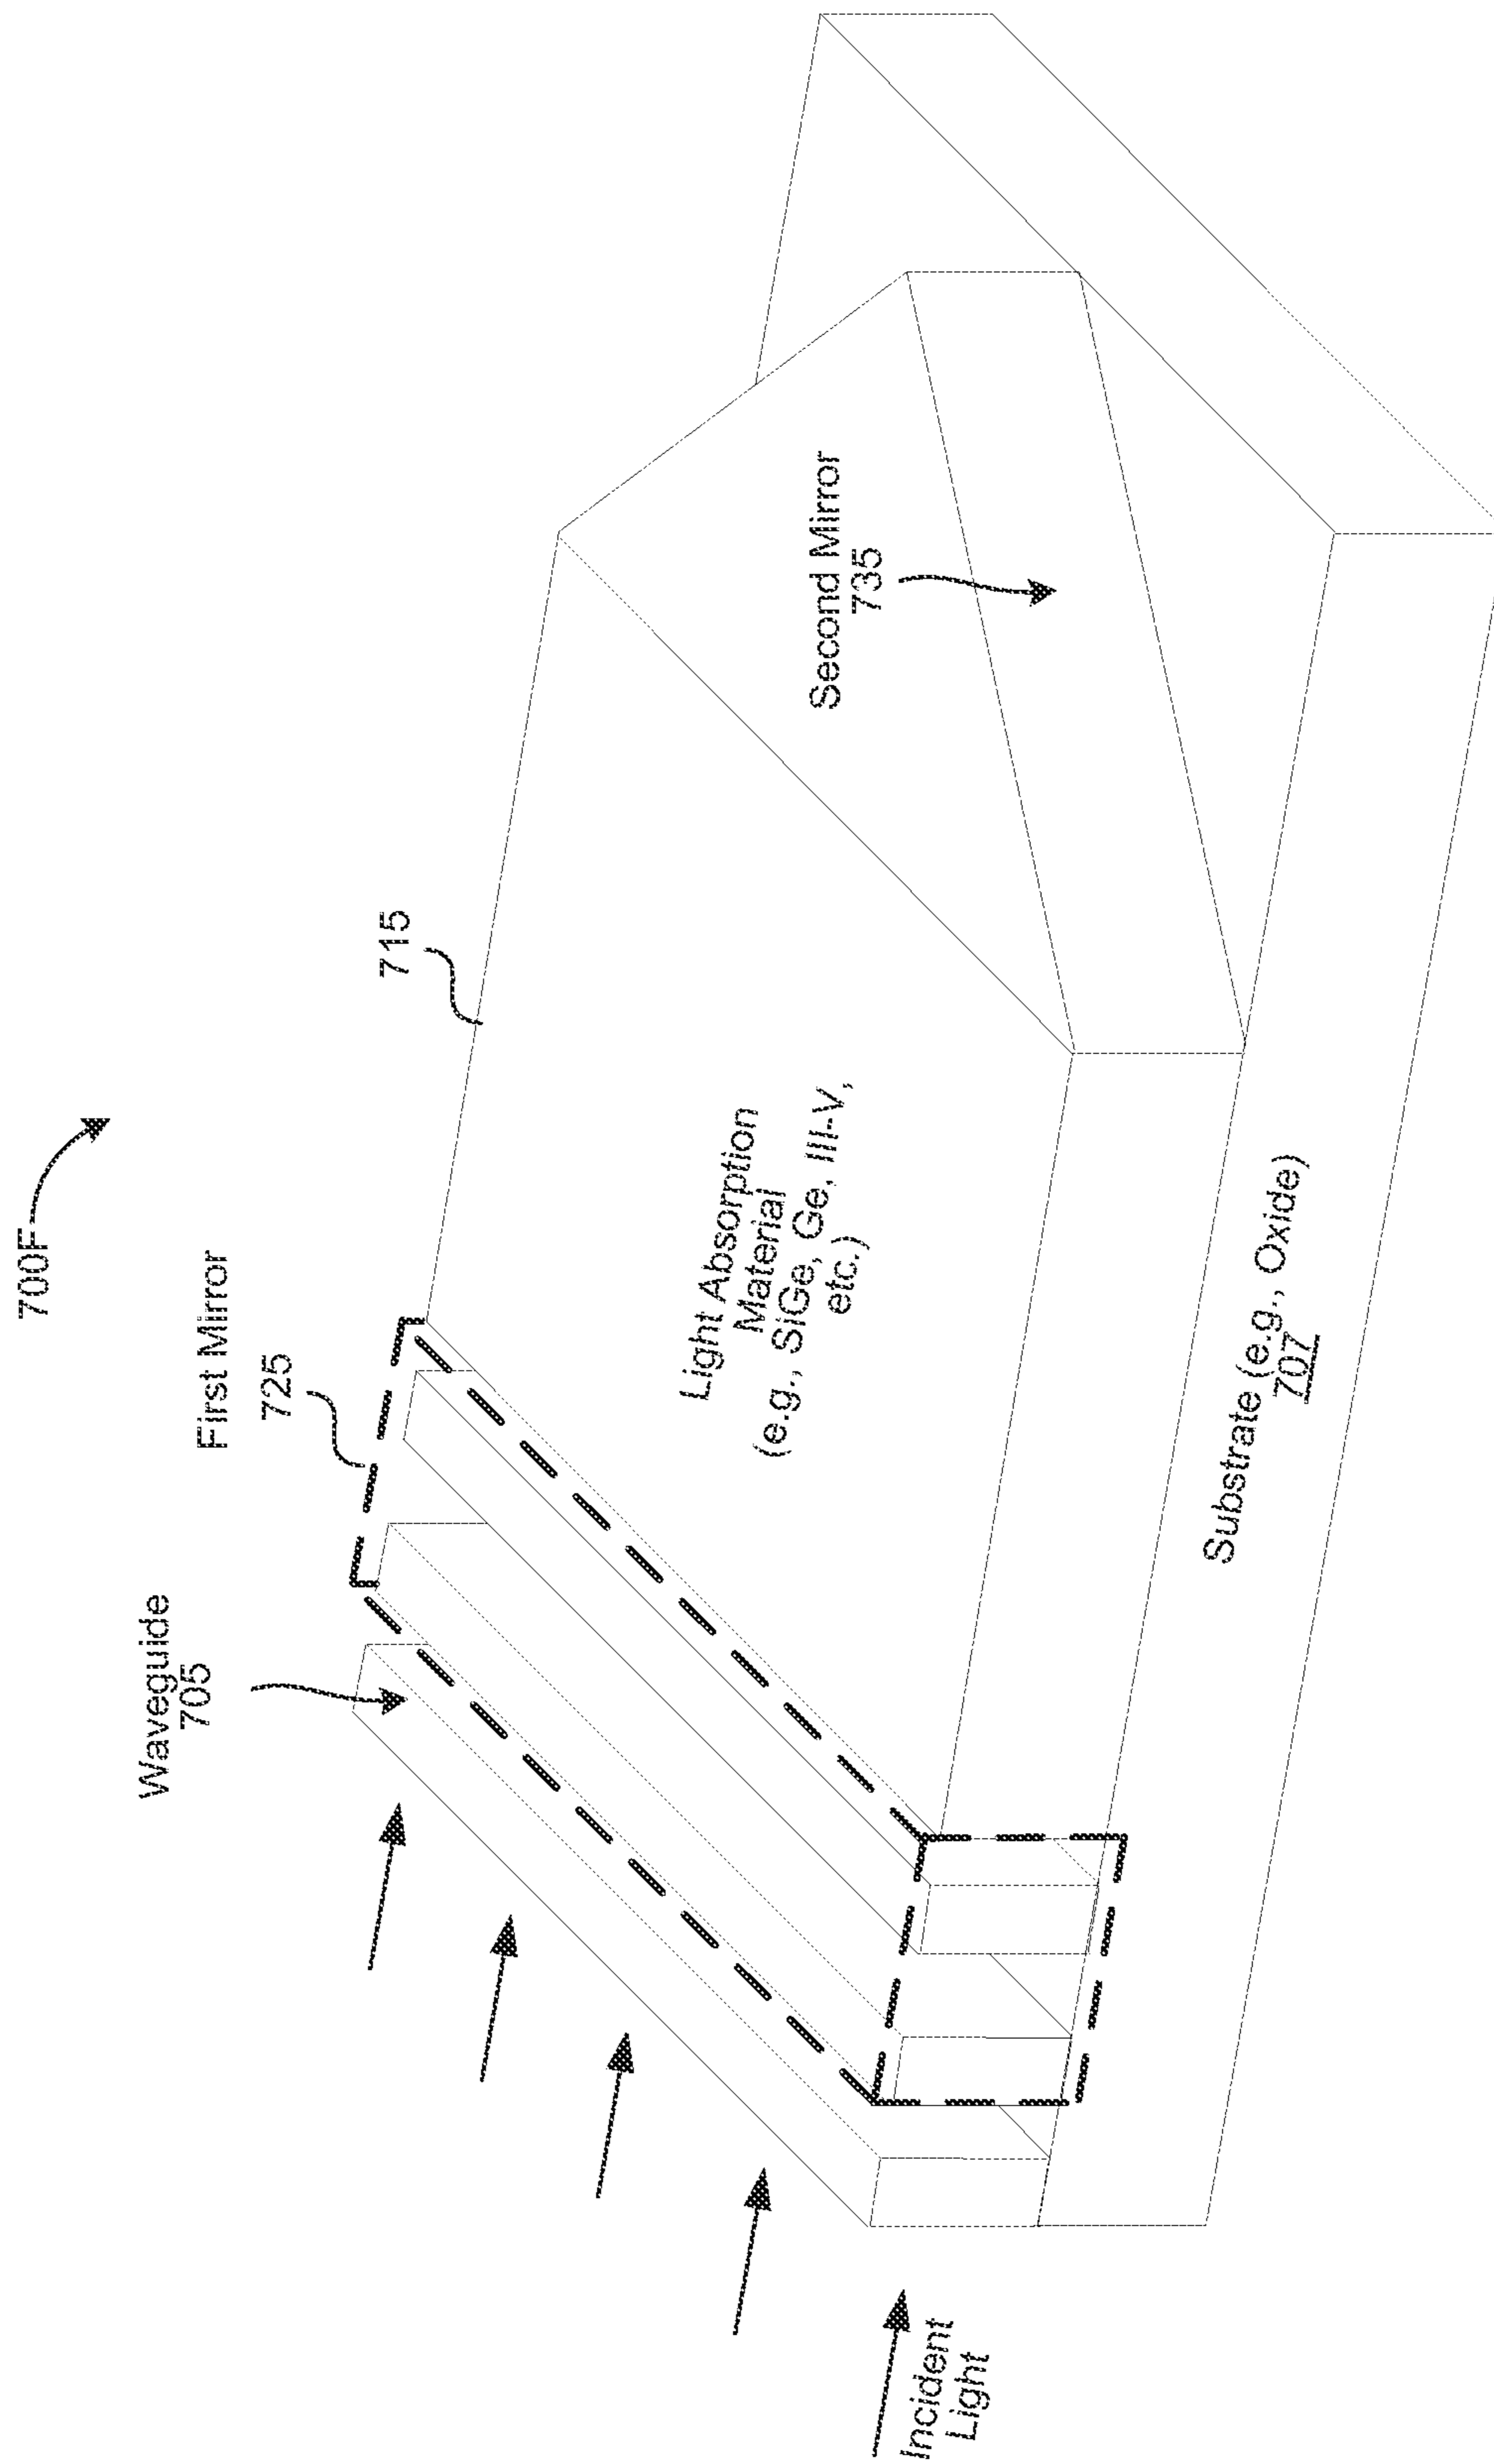 700F
First Mirror
725
Waveguide
705
715
Second Mirror
735
Light Absorption
Material
(e.g., SiGe, Ge, III-V,
etc.)
Substrate (e.g., Oxide)
707
Incident
Light